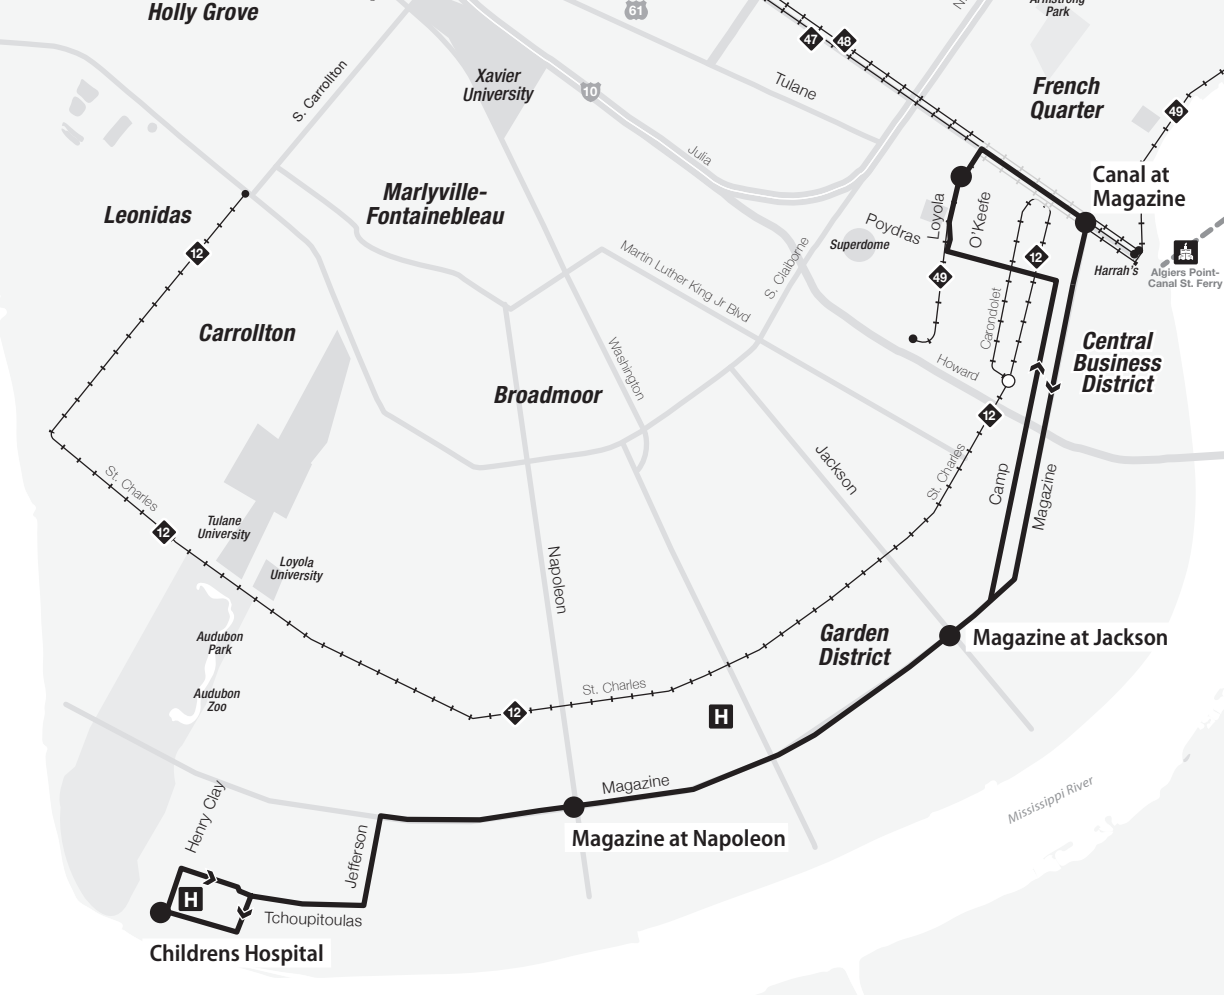 Holly Grove
61
Armstrong
Park
N.
47
48
S. Carrollton
Xavier
University
10
Tulane
French
Quarter
49
Julia
Canal at
Magazine
Leonidas
Marlyville-
Fontainebleau
12
Loyola
O'Keefe
Poydras
Superdome
Martin Luther King Jr Blvd
S. Claiborne
12
Harrah's
Algiers Point-
Canal St. Ferry
49
Carondolet
Carrollton
Central
Business
District
Howard
Washington
Broadmoor
12
Jackson
St. Charles
Camp
Magazine
St. Charles
12
Tulane
University
Loyola
University
Napoleon
Audubon
Park
Garden
District
Magazine at Jackson
Audubon
Zoo
St. Charles
12
H
Magazine
Mississippi River
Henry Clay
Magazine at Napoleon
Jefferson
H
Tchoupitoulas
Childrens Hospital